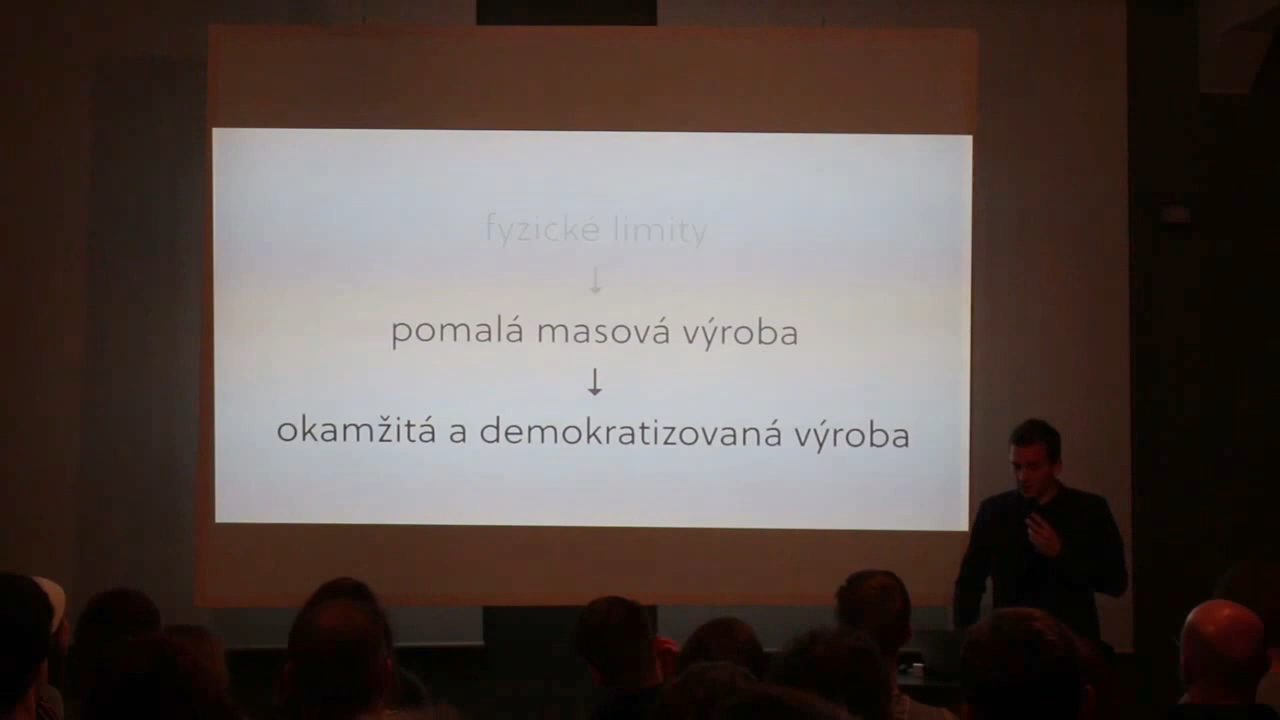 fyzické limity
↓
pomalá masová výroba
↓
okamžitá a demokratizovaná výroba